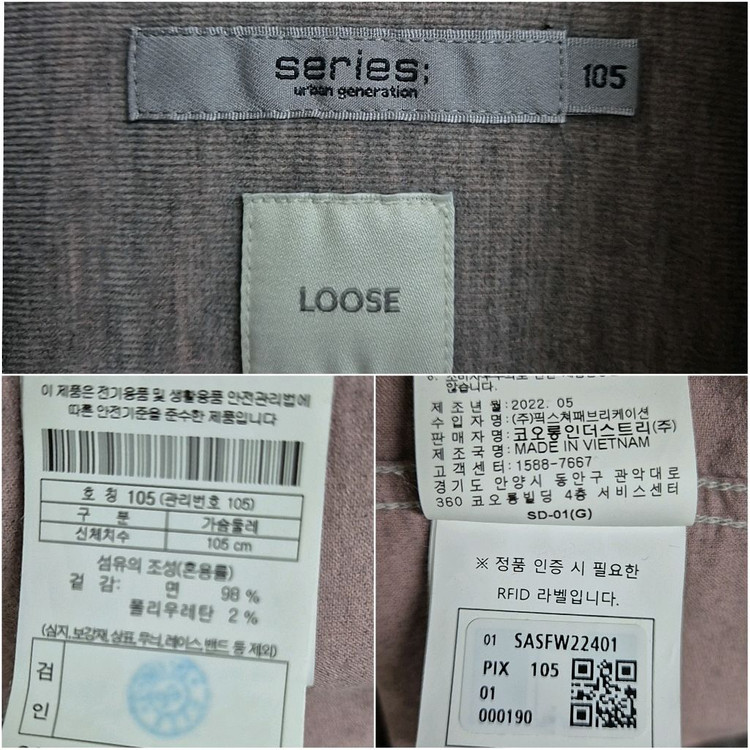 series;
urban generation
105
LOOSE
이 제품은 전기용품 및 생활용품 안전관리법에
따른 안전기준을 준수한 제품입니다
호 칭 105 (관리번호 105)
구 분 가슴둘레
신체치수 105 cm
섬유의 조성(혼용률)
겉 감: 면 98 %
폴리우레탄 2 %
(심지, 보강재, 상표, 무늬, 레이스, 밴드 등 제외)
검
인
않습니다.
제 조 년 월: 2022. 05
수 입 자 명: (주)픽스쳐패브리케이션
판 매 자 명: 코오롱인더스트리(주)
제 조 국 명: MADE IN VIETNAM
고 객 센 터: 1588-7667
경기도 안양시 동안구 관악대로
360 코오롱빌딩 4층 서비스센터
SD-01(G)
※ 정품 인증 시 필요한
RFID 라벨입니다.
01 SASFW22401
PIX 105
01
000190